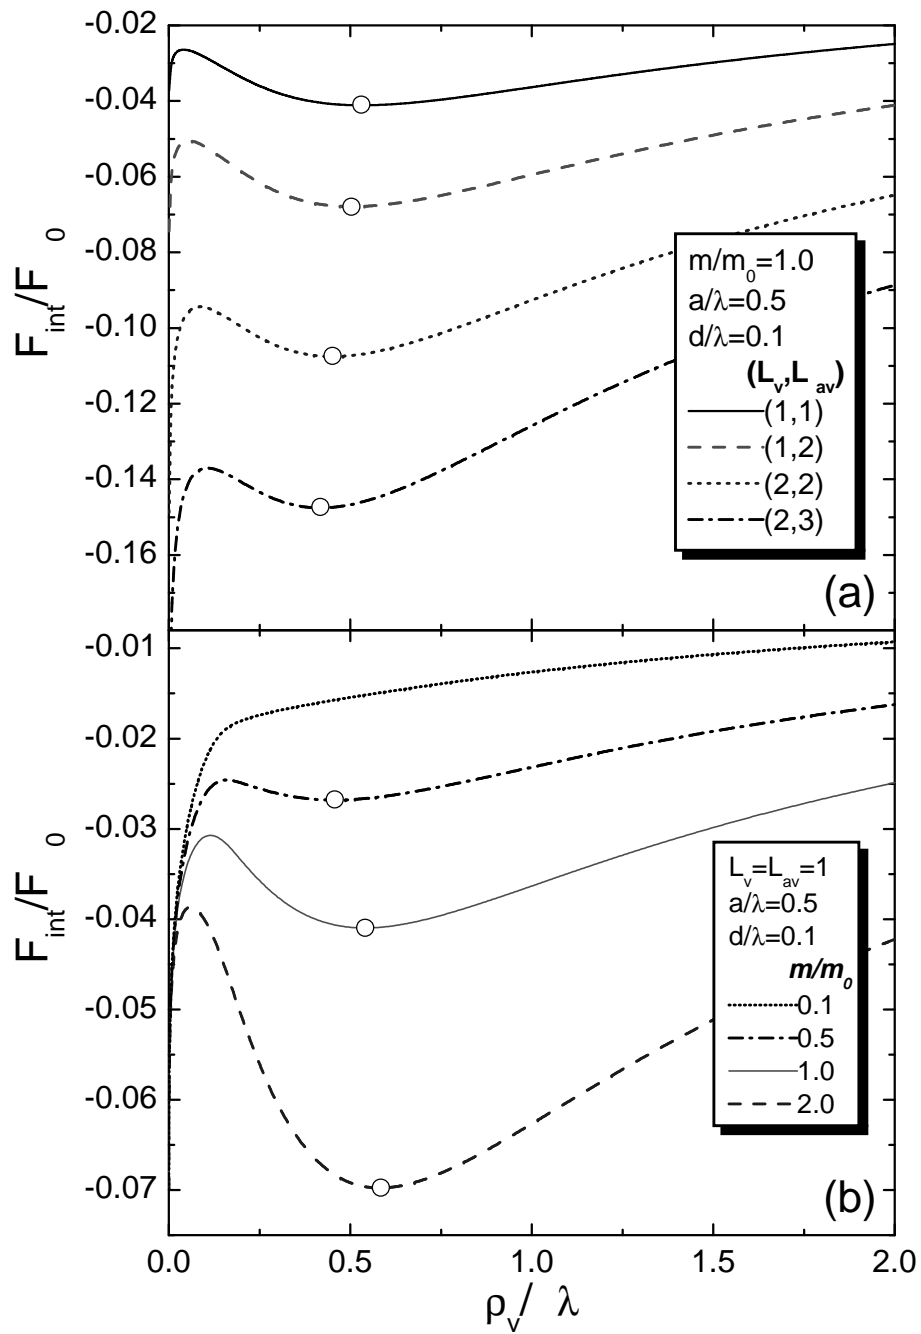 -0.02
-0.04
-0.06
-0.08
-0.10
-0.12
-0.14
-0.16
F_int/F_0
m/m_0=1.0
a/λ=0.5
d/λ=0.1
(L_v,L_av)
(1,1)
(1,2)
(2,2)
(2,3)
(a)
-0.01
-0.02
-0.03
-0.04
-0.05
-0.06
-0.07
F_int/F_0
L_v=L_av=1
a/λ=0.5
d/λ=0.1
m/m_0
0.1
0.5
1.0
2.0
(b)
0.0 0.5 1.0 1.5 2.0
ρ_v/ λ